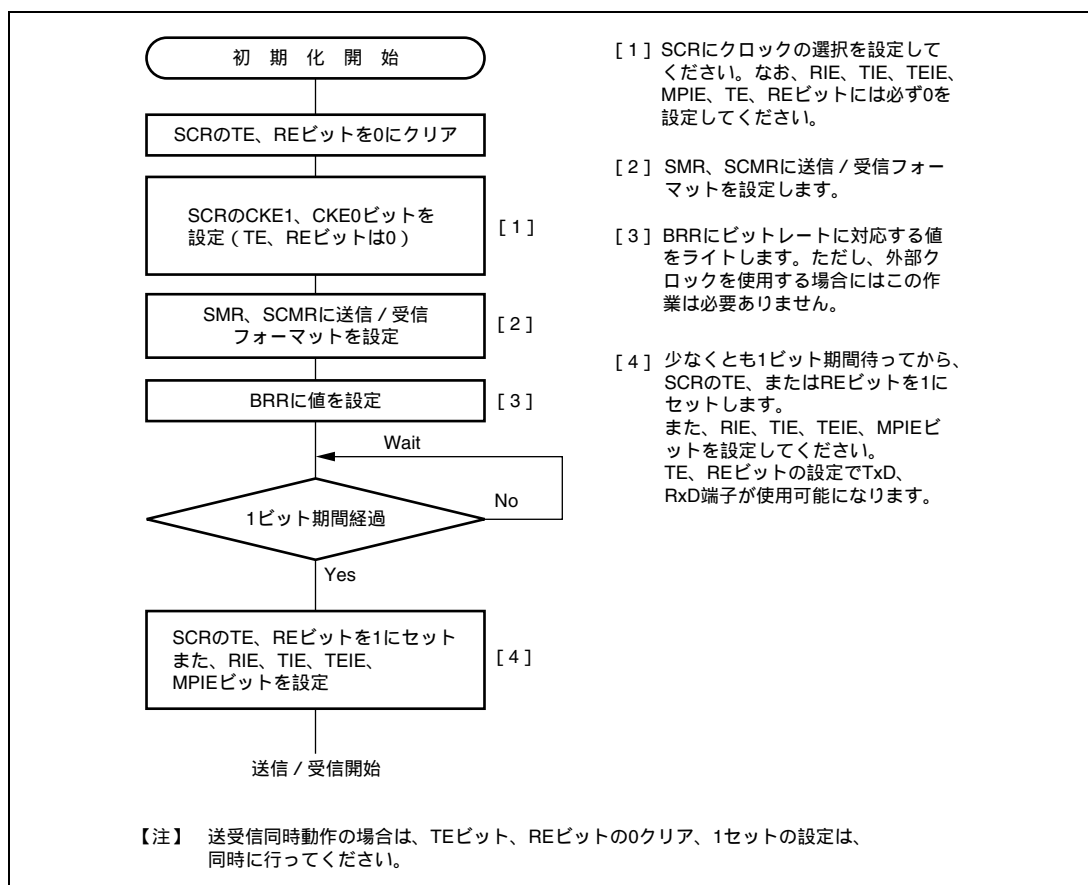 初 期 化 開 始
SCRのTE、REビットを0にクリア
SCRのCKE1、CKE0ビットを
設定(TE、REビットは0)
[1]
SMR、SCMRに送信/受信
フォーマットを設定
[2]
BRRに値を設定
[3]
Wait
1ビット期間経過
No
Yes
SCRのTE、REビットを1にセット
また、RIE、TIE、TEIE、
MPIEビットを設定
[4]
送信/受信開始
[1] SCRにクロックの選択を設定して
ください。なお、RIE、TIE、TEIE、
MPIE、TE、REビットには必ず0を
設定してください。
[2] SMR、SCMRに送信/受信フォー
マットを設定します。
[3] BRRにビットレートに対応する値
をライトします。ただし、外部ク
ロックを使用する場合にはこの作
業は必要ありません。
[4] 少なくとも1ビット期間待ってから、
SCRのTE、またはREビットを1に
セットします。
また、RIE、TIE、TEIE、MPIEビ
ットを設定してください。
TE、REビットの設定でTxD、
RxD端子が使用可能になります。
【注】 送受信同時動作の場合は、TEビット、REビットの0クリア、1セットの設定は、
同時に行ってください。